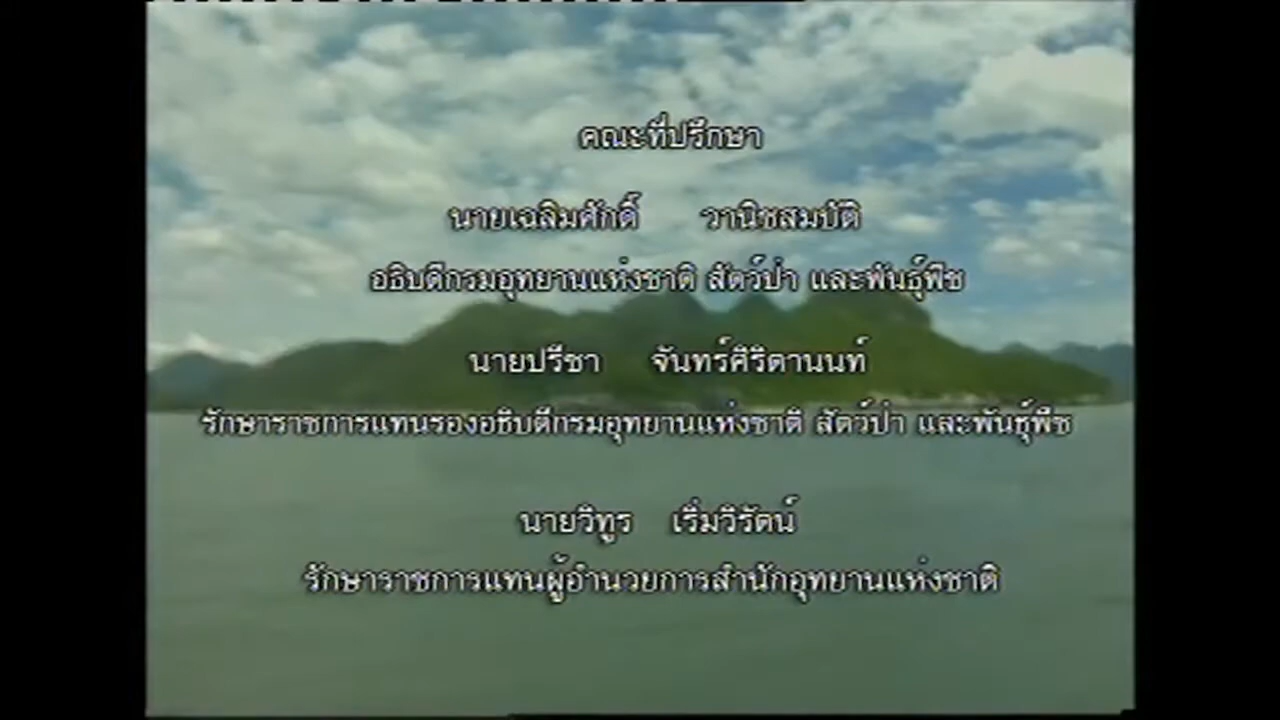 คณะที่ปรึกษา
นายเฉลิมศักดิ์ วานิชสมบัติ
อธิบดีกรมอุทยานแห่งชาติ สัตว์ป่า และพันธุ์พืช
นายปรีชา จันทร์ศิริตานนท์
รักษาราชการแทนรองอธิบดีกรมอุทยานแห่งชาติ สัตว์ป่า และพันธุ์พืช
นายวิทูร เริ่มวิรัตน์
รักษาราชการแทนผู้อำนวยการสำนักอุทยานแห่งชาติ